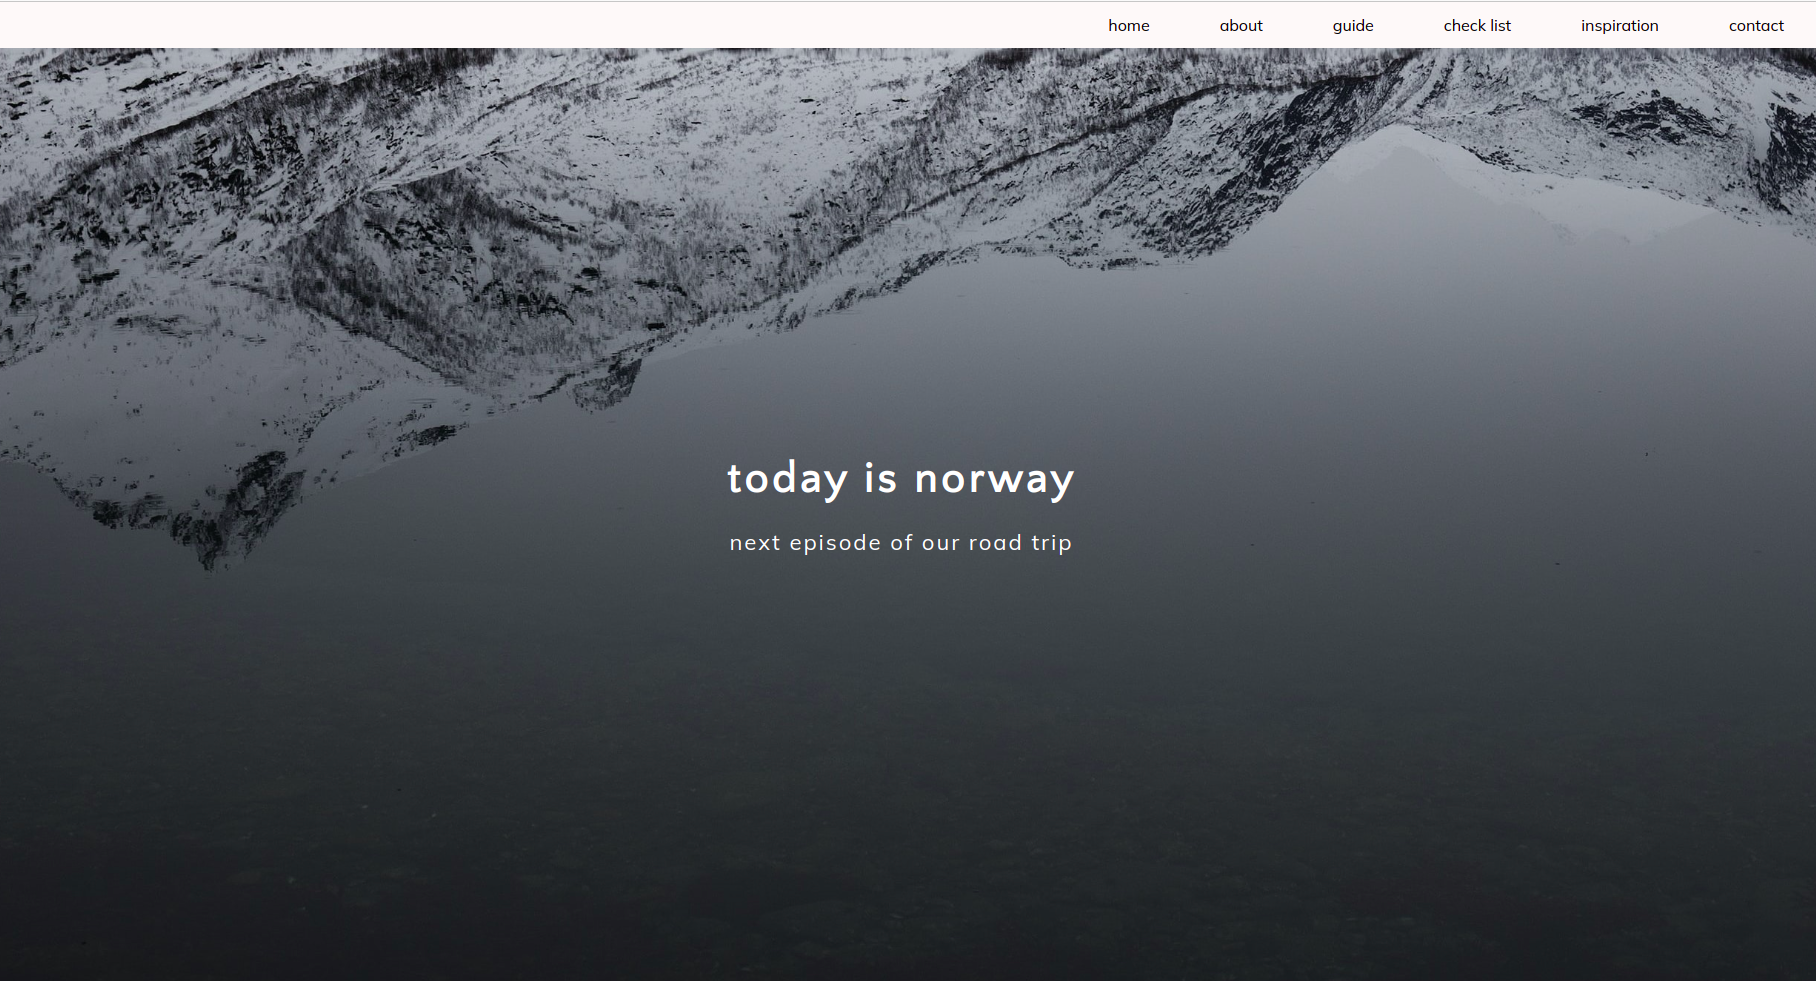 home about guide check list inspiration contact
today is norway
next episode of our road trip